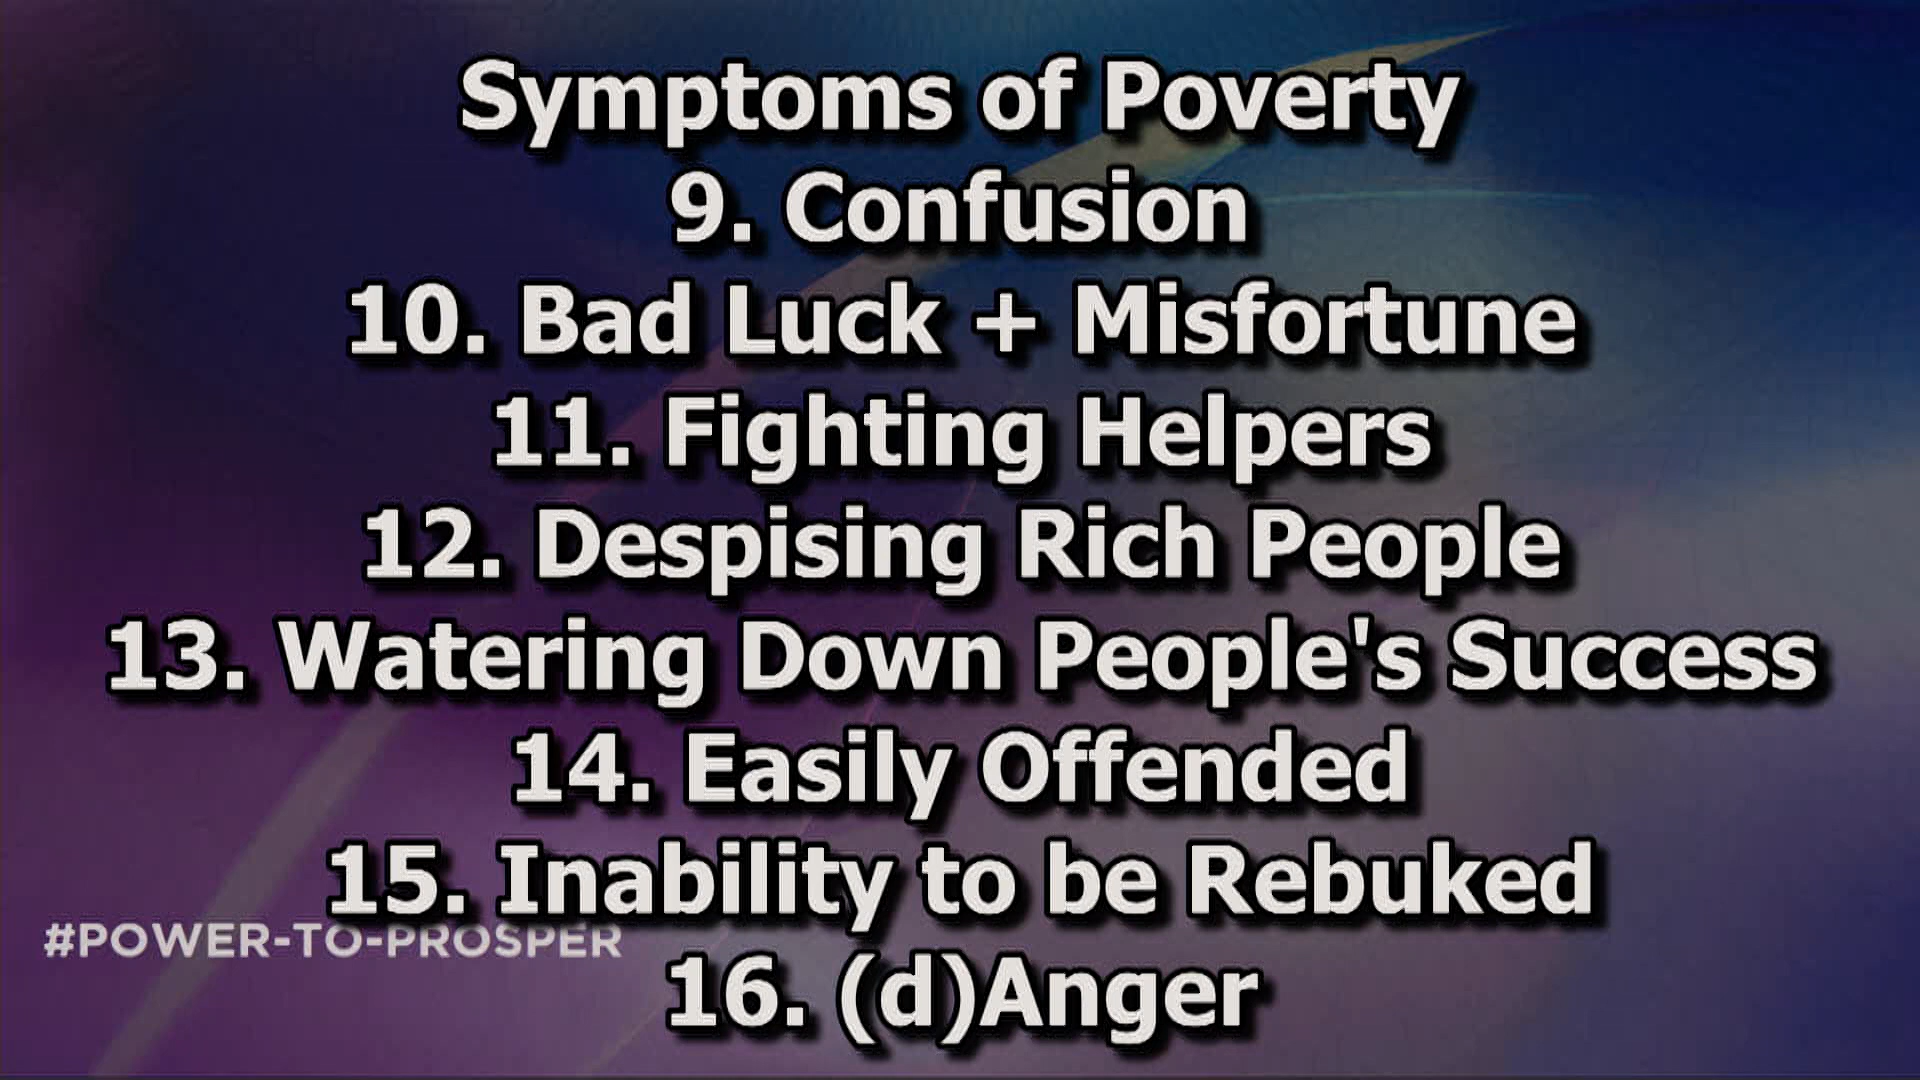 Symptoms of Poverty
9. Confusion
10. Bad Luck + Misfortune
11. Fighting Helpers
12. Despising Rich People
13. Watering Down People's Success
14. Easily Offended
15. Inability to be Rebuked
#POWER-TO-PROSPER
16. (d)Anger